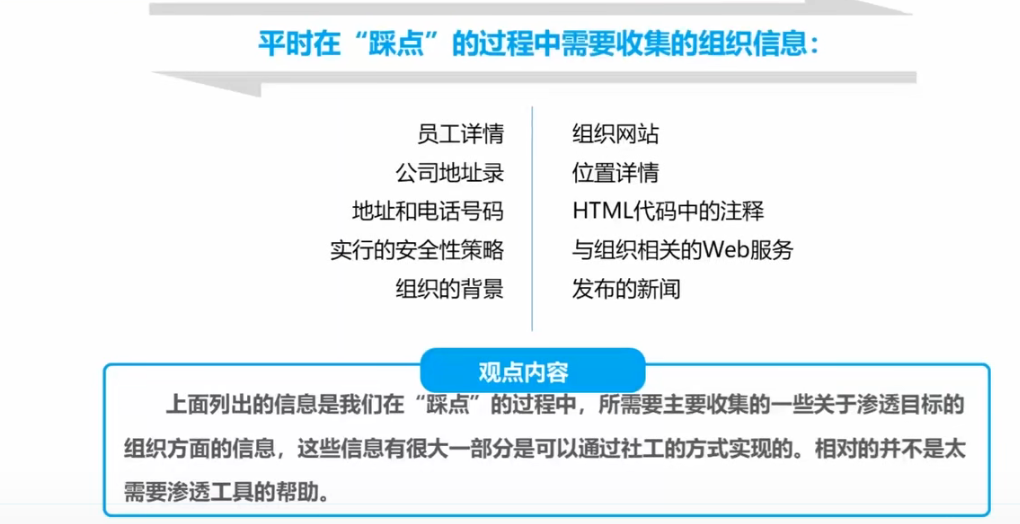 平时在“踩点”的过程中需要收集的组织信息：
员工详情
公司地址录
地址和电话号码
实行的安全性策略
组织的背景
组织网站
位置详情
HTML代码中的注释
与组织相关的Web服务
发布的新闻
观点内容
上面列出的信息是我们在“踩点”的过程中，所需要主要收集的一些关于渗透目标的
组织方面的信息，这些信息有很大一部分是可以通过社工的方式实现的。相对的并不是太
需要渗透工具的帮助。